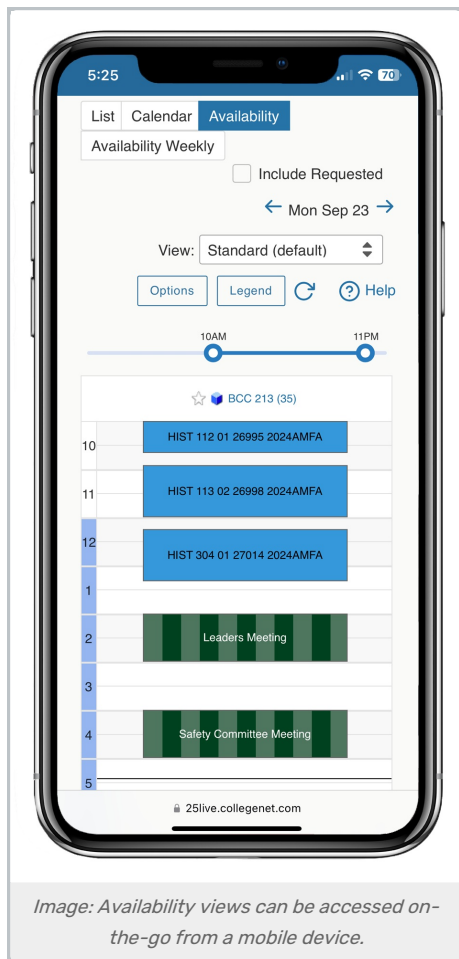 5:25
70
List Calendar Availability
Availability Weekly
Include Requested
← Mon Sep 23 →
View: Standard (default)
Options Legend ? Help
10AM 11PM
BCC 213 (35)
10
HIST 112 01 26995 2024AMFA
11
HIST 113 02 26998 2024AMFA
12
HIST 304 01 27014 2024AMFA
1
2
Leaders Meeting
3
4
Safety Committee Meeting
5
25live.collegenet.com
Image: Availability views can be accessed on-
the-go from a mobile device.